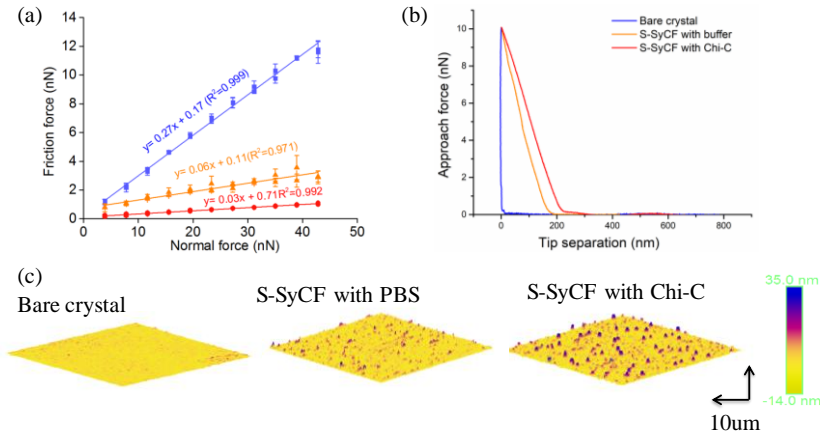 (a)
14
12
10
8
6
4
2
0
Friction force (nN)
y= 0.27x + 0.17 (R²=0.999)
y= 0.06x + 0.11(R²=0.971)
y= 0.03x + 0.71R²=0.992
0 10 20 30 40 50
Normal force (nN)
(b)
Bare crystal
S-SyCF with buffer
S-SyCF with Chi-C
10
8
6
4
2
0
Approach force (nN)
0 200 400 600 800
Tip separation (nm)
(c)
Bare crystal
S-SyCF with PBS
S-SyCF with Chi-C
35.0 nm
-14.0 nm
10um